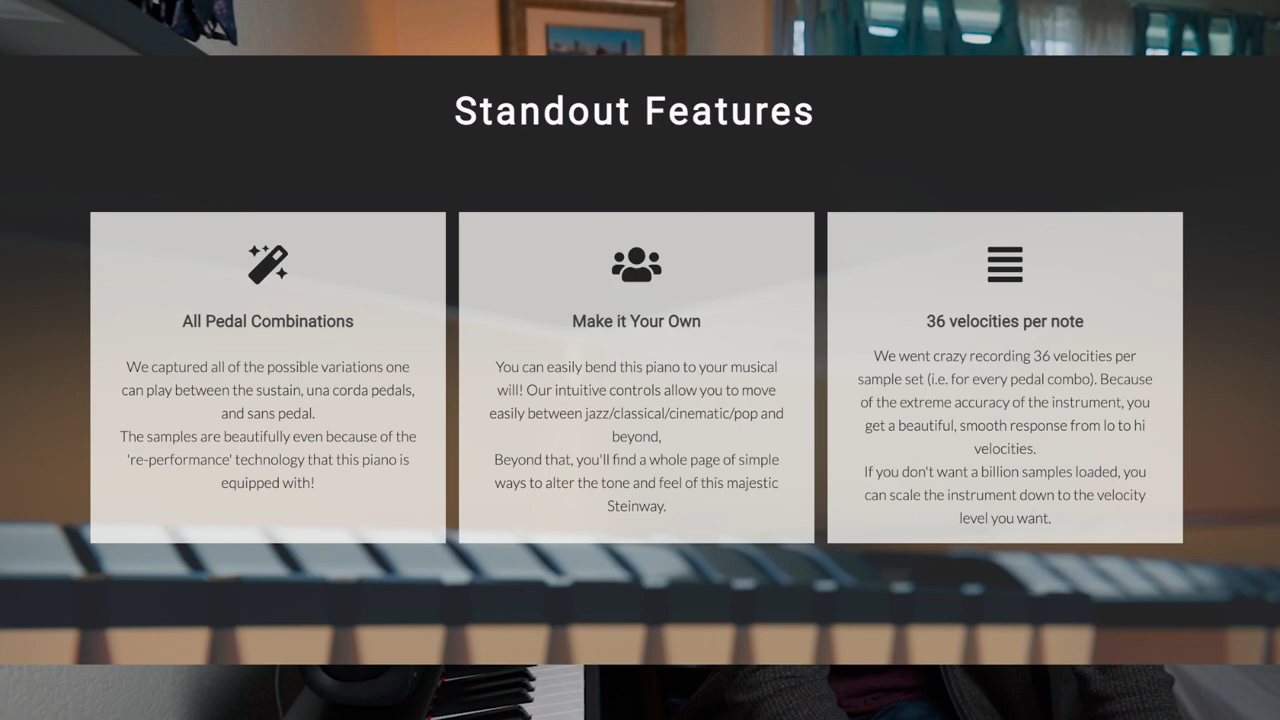 Standout Features
All Pedal Combinations
We captured all of the possible variations one
can play between the sustain, una corda pedals,
and sans pedal.
The samples are beautifully even because of the
're-performance' technology that this piano is
equipped with!
Make it Your Own
You can easily bend this piano to your musical
will! Our intuitive controls allow you to move
easily between jazz/classical/cinematic/pop and
beyond,
Beyond that, you'll find a whole page of simple
ways to alter the tone and feel of this majestic
Steinway.
36 velocities per note
We went crazy recording 36 velocities per
sample set (i.e. for every pedal combo). Because
of the extreme accuracy of the instrument, you
get a beautiful, smooth response from lo to hi
velocities.
If you don't want a billion samples loaded, you
can scale the instrument down to the velocity
level you want.